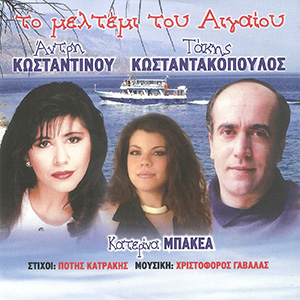 το μελτέμι του Αιγαίου
Αντρη Τάκης
ΚΩΣΤΑΝΤΙΝΟΥ ΚΩΣΤΑΝΤΑΚΟΠΟΥΛΟΣ
Κατερίνα ΜΠΑΚΕΑ
ΣΤΙΧΟΙ: ΠΟΤΗΣ ΚΑΤΡΑΚΗΣ ΜΟΥΣΙΚΗ: ΧΡΙΣΤΟΦΟΡΟΣ ΓΑΒΑΛΑΣ